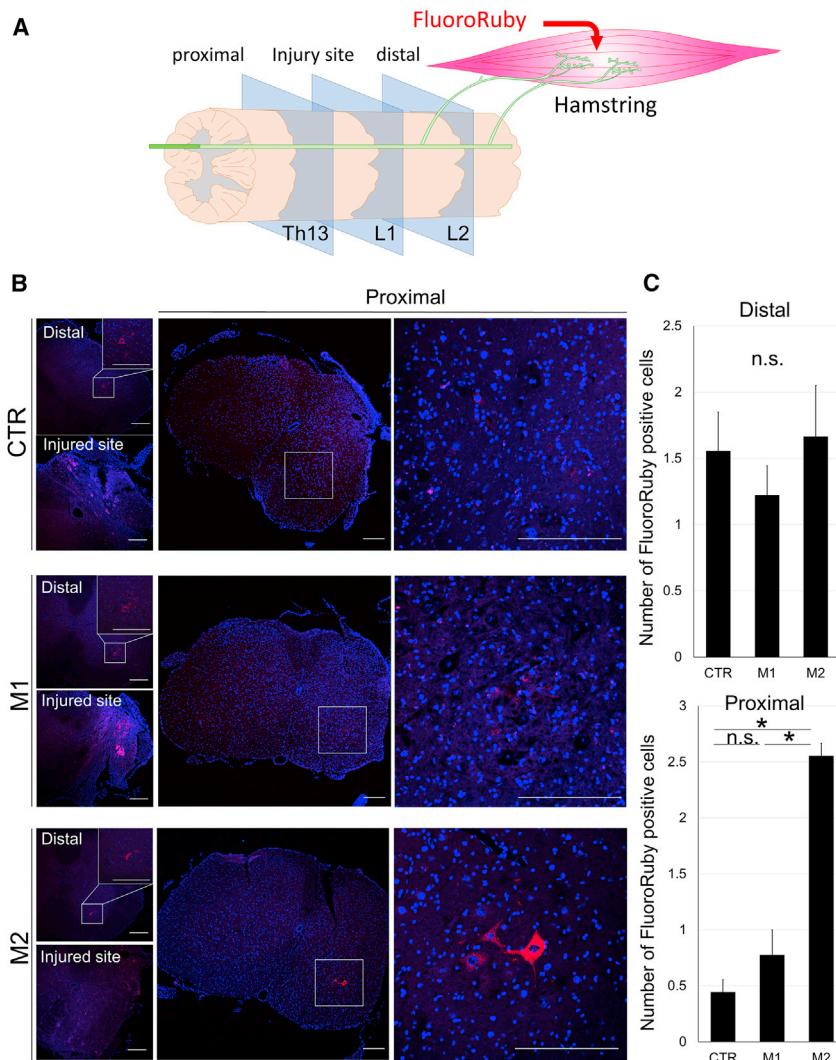 A
FluoroRuby
proximal Injury site distal
Hamstring
Th13 L1 L2
B
Proximal
CTR
Distal
Injured site
M1
Distal
Injured site
M2
Distal
Injured site
C
Distal
Number of FluoroRuby positive cells
2.5
2
1.5
1
0.5
0
n.s.
CTR M1 M2
Proximal
Number of FluoroRuby positive cells
3
2.5
2
1.5
1
0.5
0
*
n.s. *
CTR M1 M2